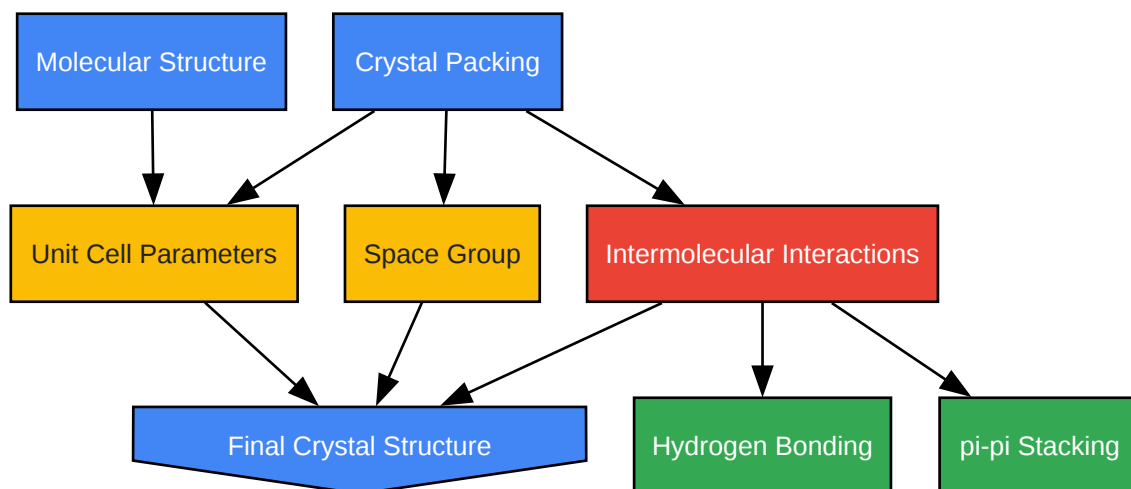 Molecular Structure
Crystal Packing
Unit Cell Parameters
Space Group
Intermolecular Interactions
Final Crystal Structure
Hydrogen Bonding
pi-pi Stacking